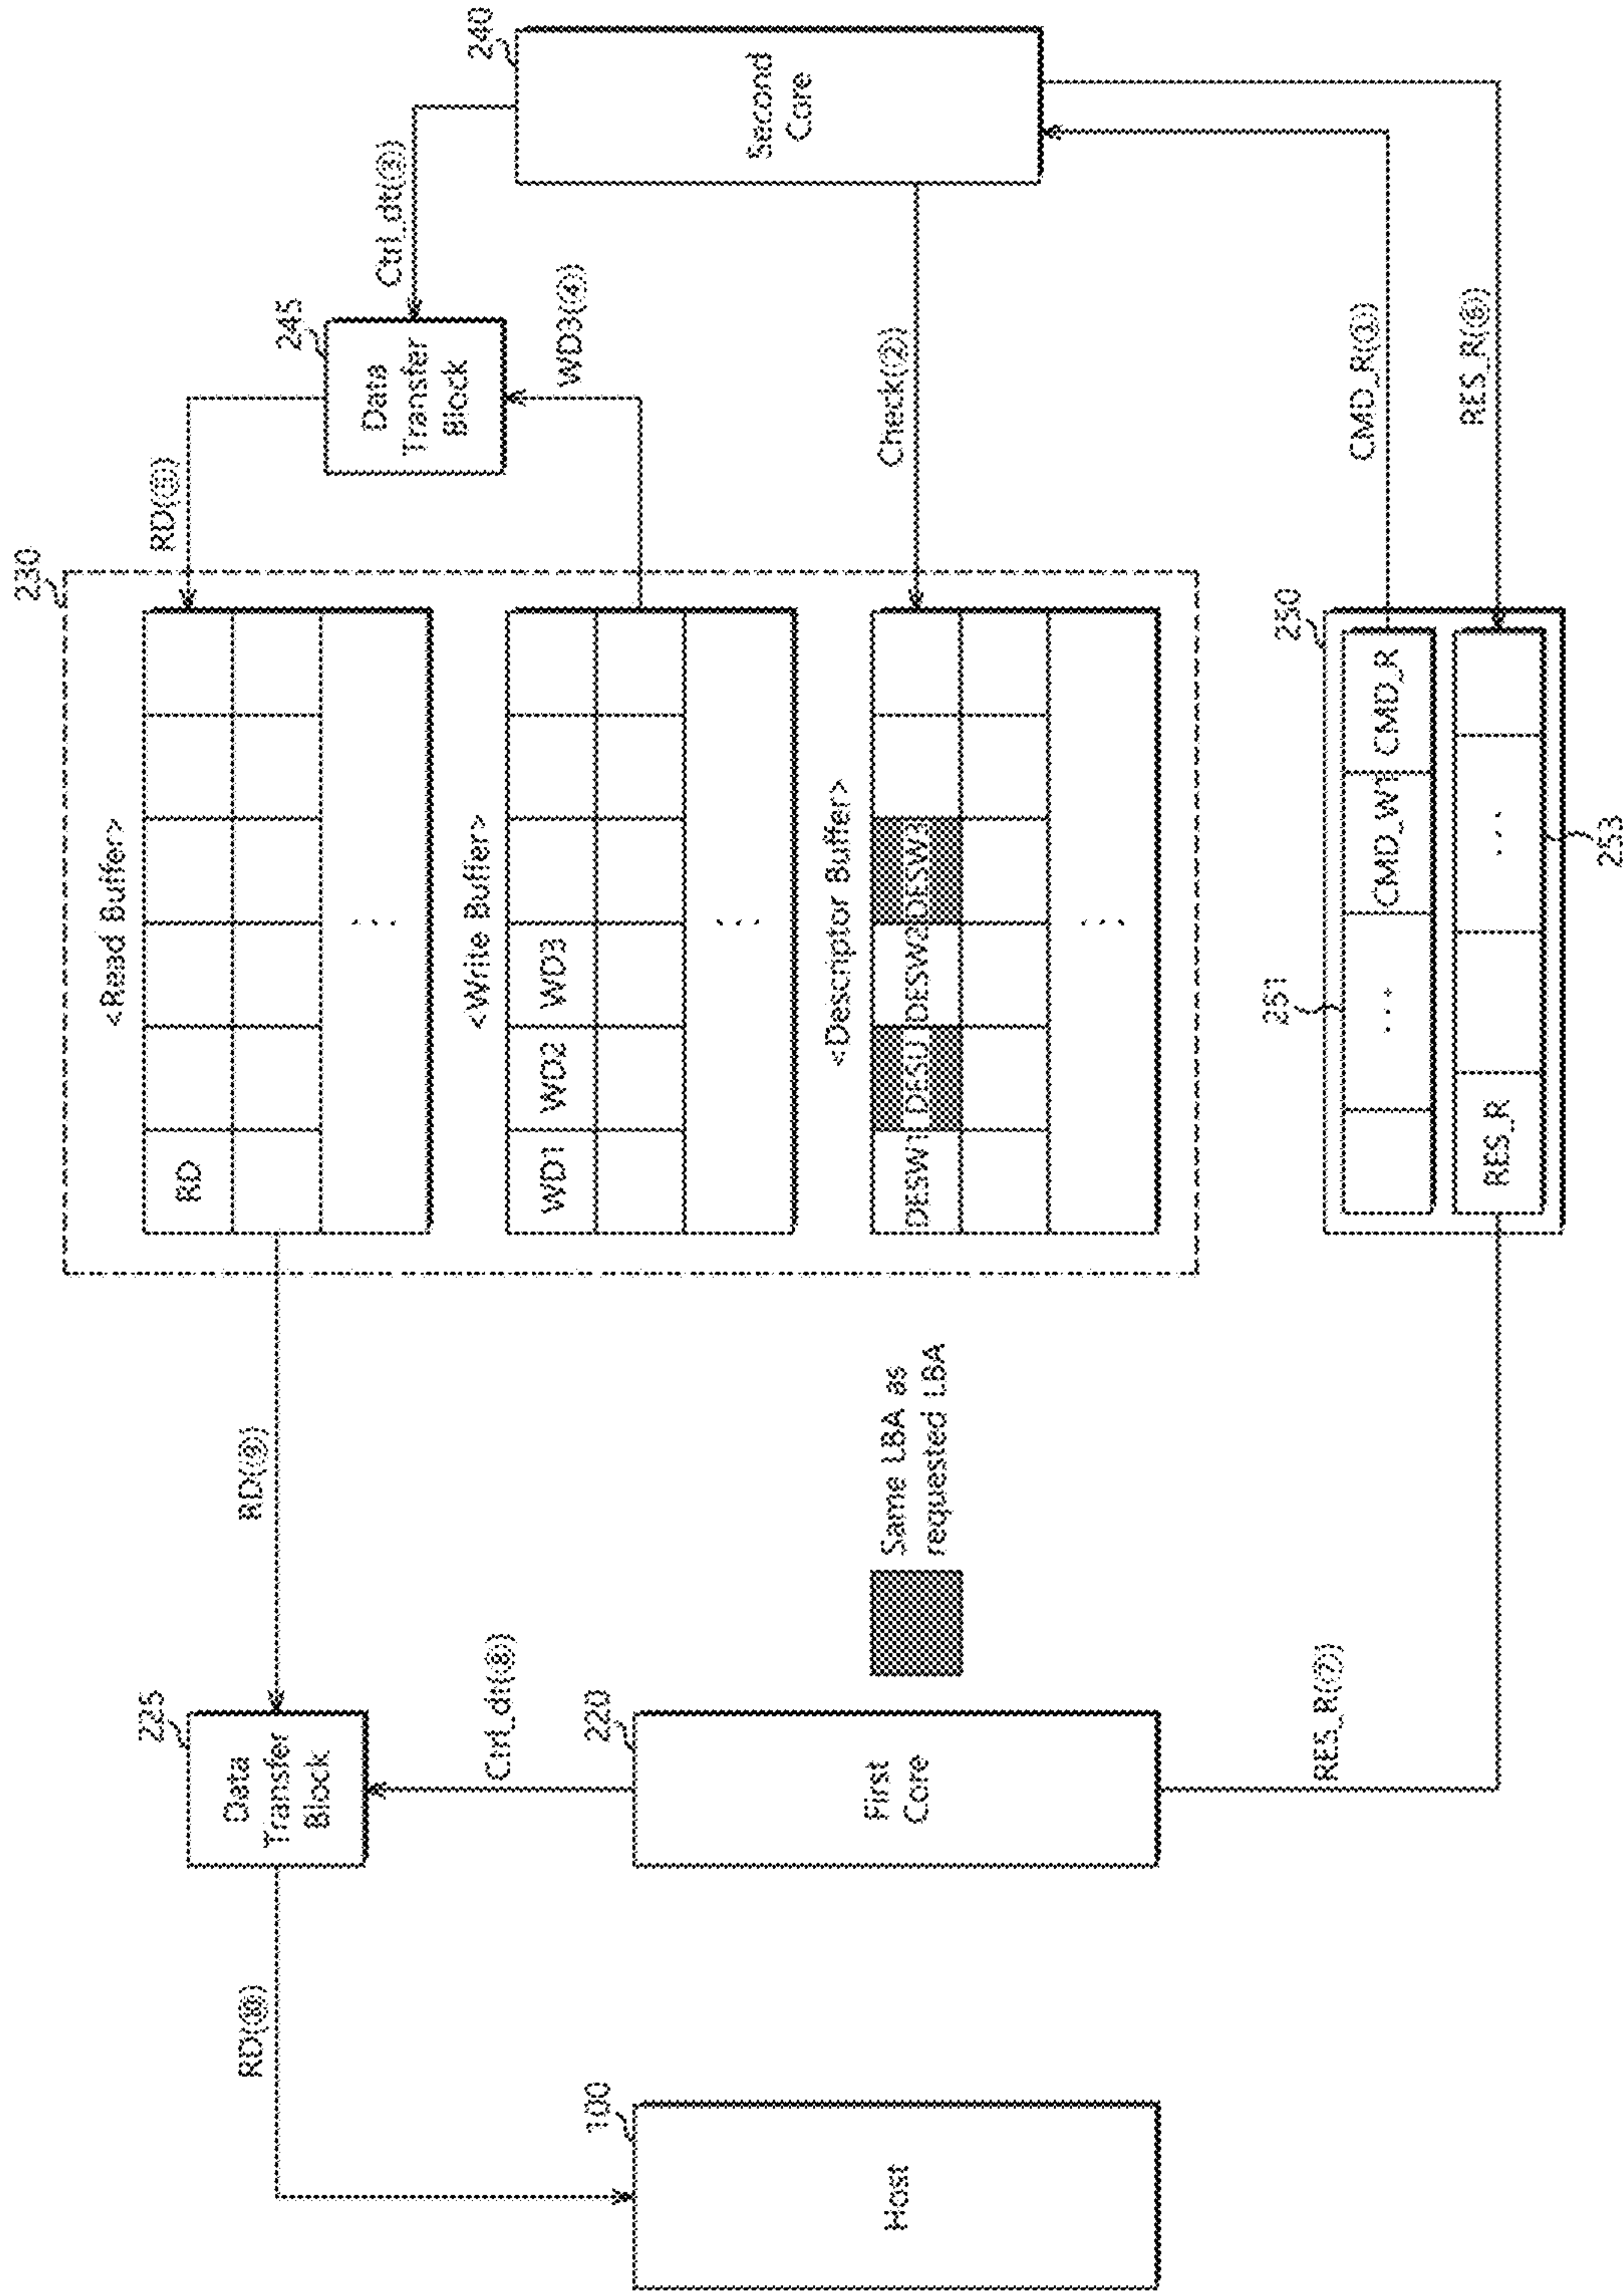 230
<Read Buffer>
RD
...
<Write Buffer>
WD1 WD2 WD3
...
<Descriptor Buffer>
DESW1 DESU DESW2 DESW3
...
225
Data
Transfer
Block
245
Data
Transfer
Block
RD(⑩)
RD(⑨)
RD(⑤)
Ctrl_dt(③)
WD3(④)
Ctrl_dt(⑧)
100
Host
220
First
Core
240
Second
Core
Same LBA as
requested LBA
Check(②)
250
251
... CMD_W1 CMD_R
RES_R ...
253
CMD_R(①)
RES_R(⑦)
RES_R(⑥)